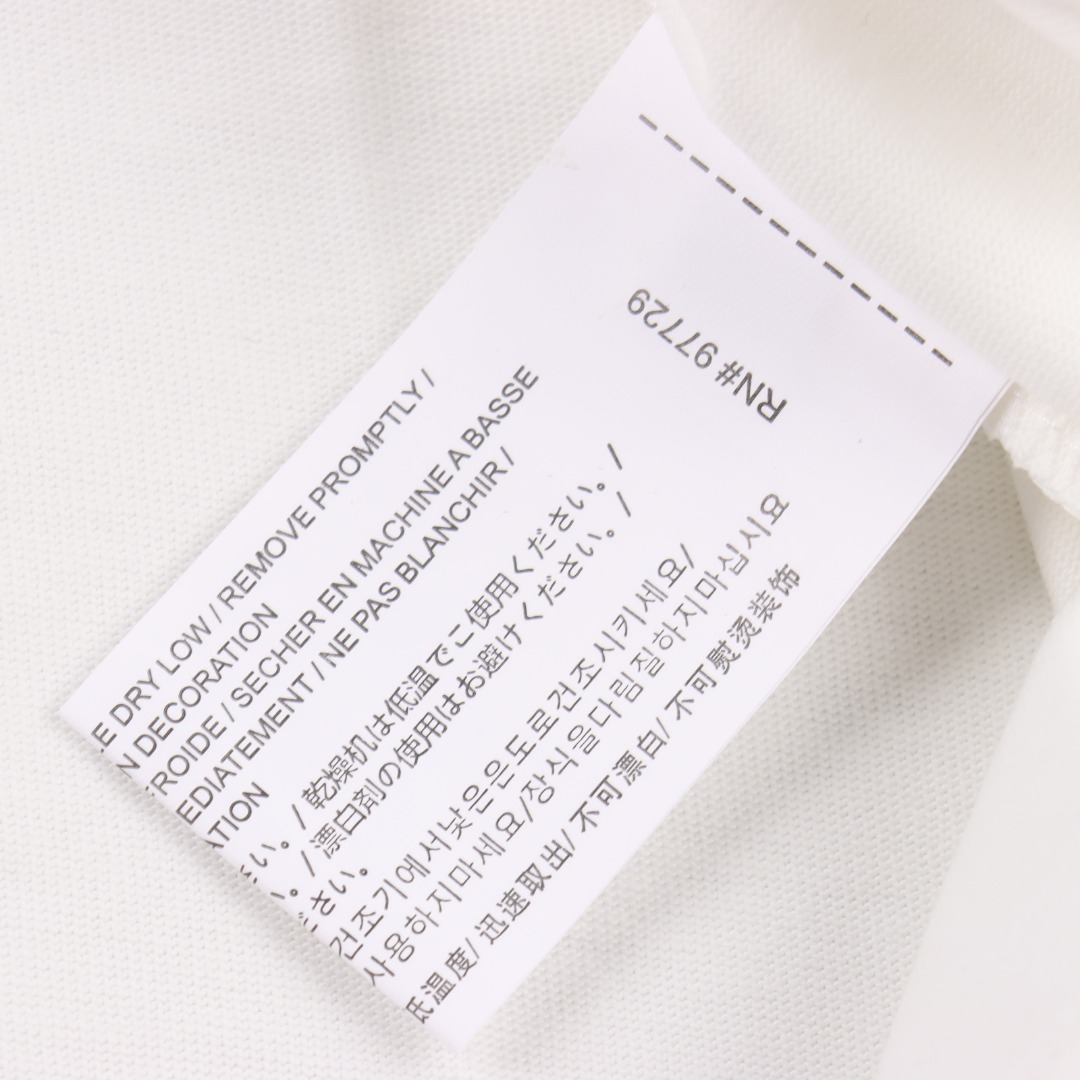 RN# 97729
E DRY LOW / REMOVE PROMPTLY /
N DECORATION
ROIDE / SECHER EN MACHINE A BASSE
EDIATEMENT / NE PAS BLANCHIR /
ATION
さい。/ 乾燥机は低温でご使用ください。/
い。/ 漂白剤の使用はお避けください。/
ださい。
건조기에서낮은온도로건조시키세요/
사용하지마세요/장식을다림질하지마십시요
低温度/ 迅速取出/ 不可漂白/ 不可熨烫装饰